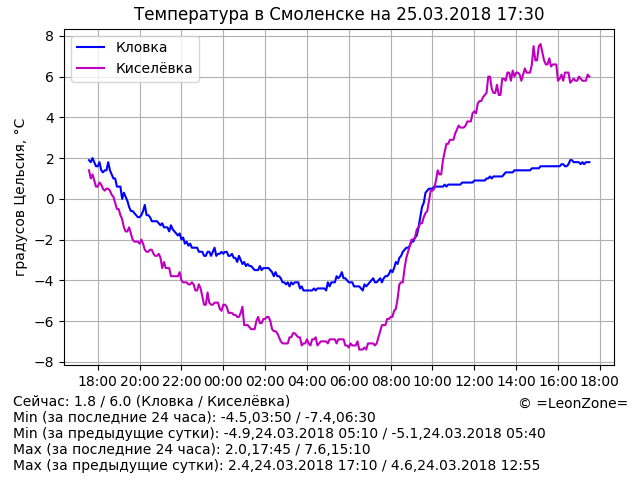 Температура в Смоленске на 25.03.2018 17:30
Кловка
Киселёвка
градусов Цельсия, °C
8
6
4
2
0
−2
−4
−6
−8
18:00 20:00 22:00 00:00 02:00 04:00 06:00 08:00 10:00 12:00 14:00 16:00 18:00
Сейчас: 1.8 / 6.0 (Кловка / Киселёвка)
© =LeonZone=
Min (за последние 24 часа): -4.5,03:50 / -7.4,06:30
Min (за предыдущие сутки): -4.9,24.03.2018 05:10 / -5.1,24.03.2018 05:40
Max (за последние 24 часа): 2.0,17:45 / 7.6,15:10
Max (за предыдущие сутки): 2.4,24.03.2018 17:10 / 4.6,24.03.2018 12:55